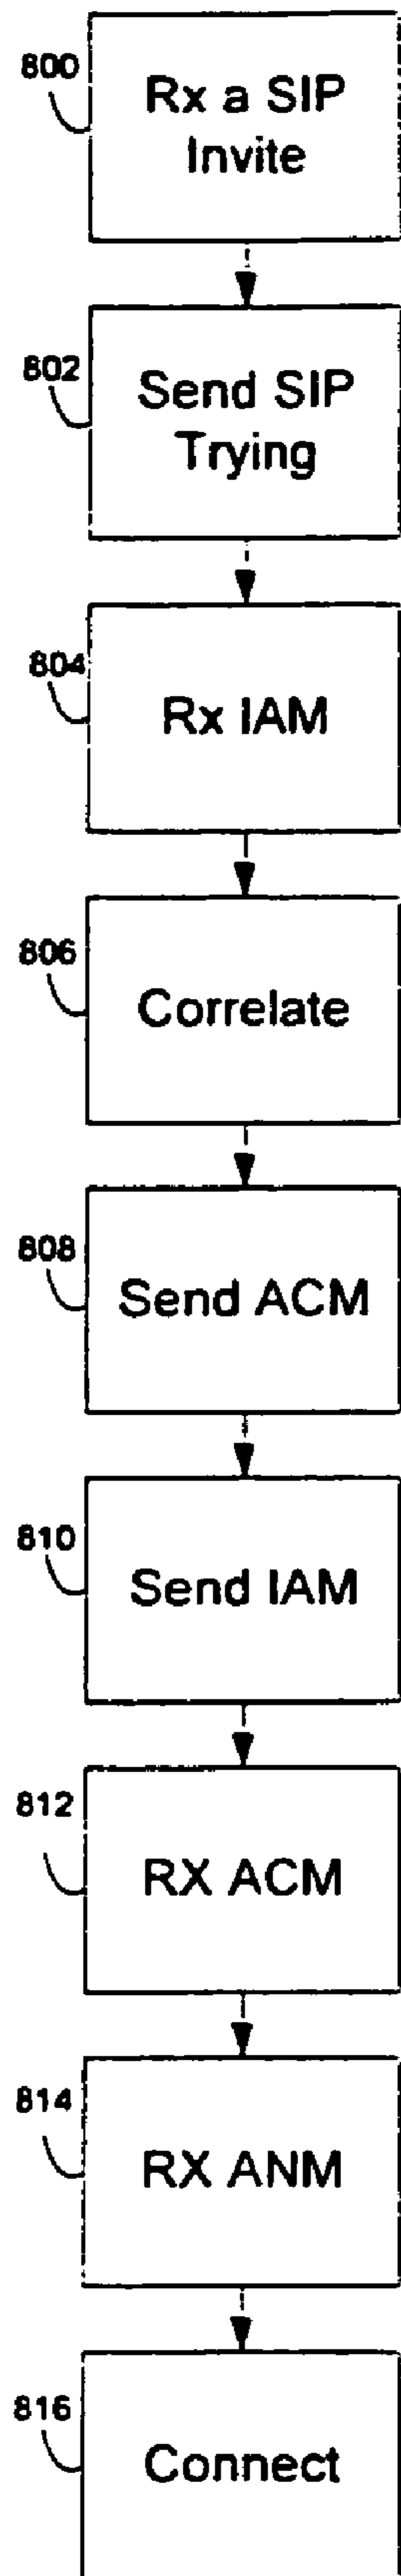 800
Rx a SIP
Invite
802
Send SIP
Trying
804
Rx IAM
806
Correlate
808
Send ACM
810
Send IAM
812
RX ACM
814
RX ANM
816
Connect